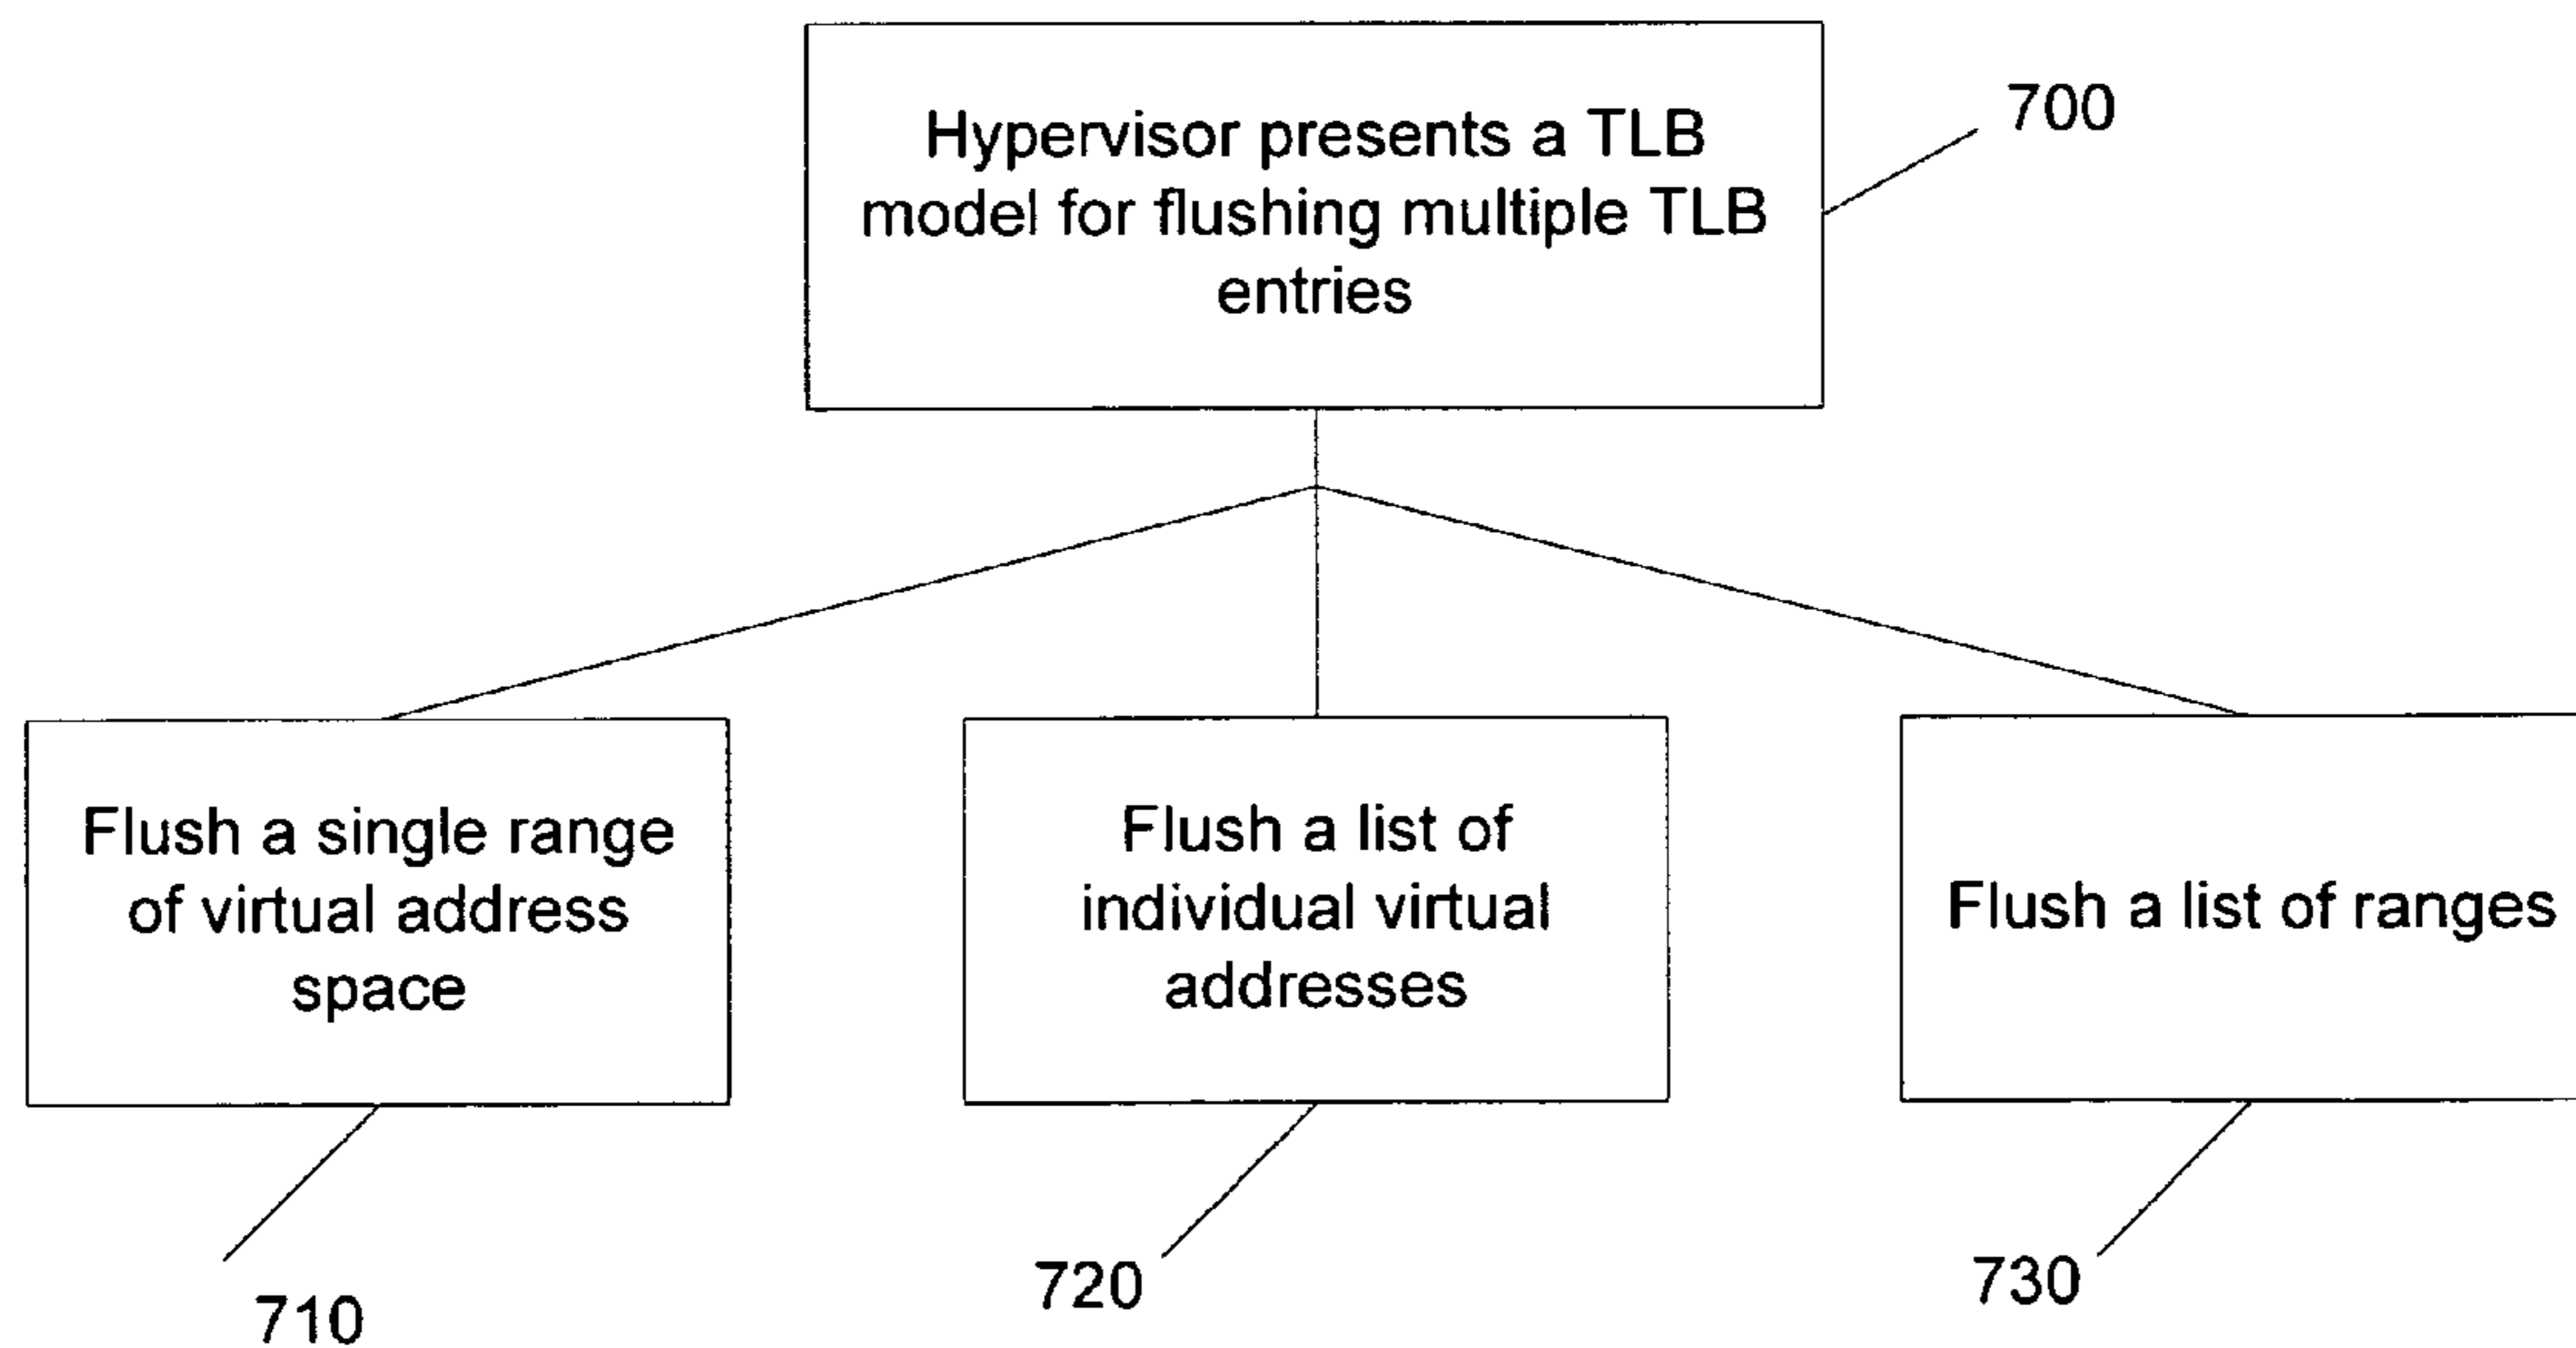 Hypervisor presents a TLB
model for flushing multiple TLB
entries
700
Flush a single range
of virtual address
space
Flush a list of
individual virtual
addresses
Flush a list of ranges
710
720
730